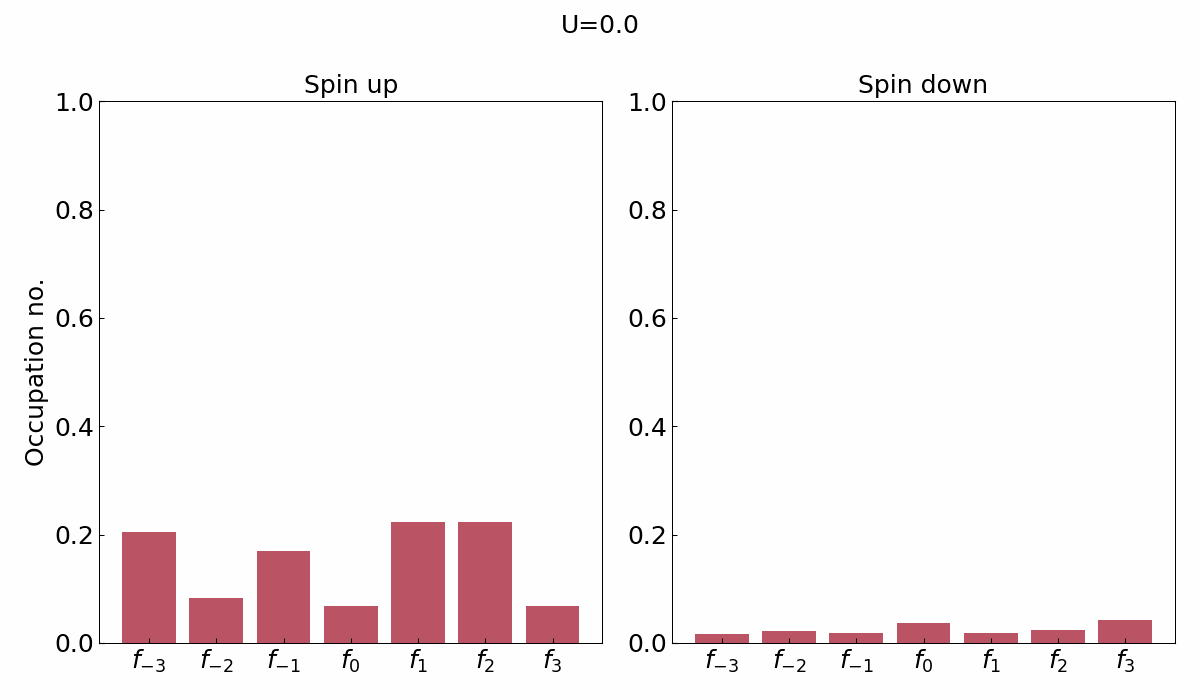 U=0.0
Spin up
Spin down
Occupation no.
1.0
0.8
0.6
0.4
0.2
0.0
f₋₃ f₋₂ f₋₁ f₀ f₁ f₂ f₃
1.0
0.8
0.6
0.4
0.2
0.0
f₋₃ f₋₂ f₋₁ f₀ f₁ f₂ f₃